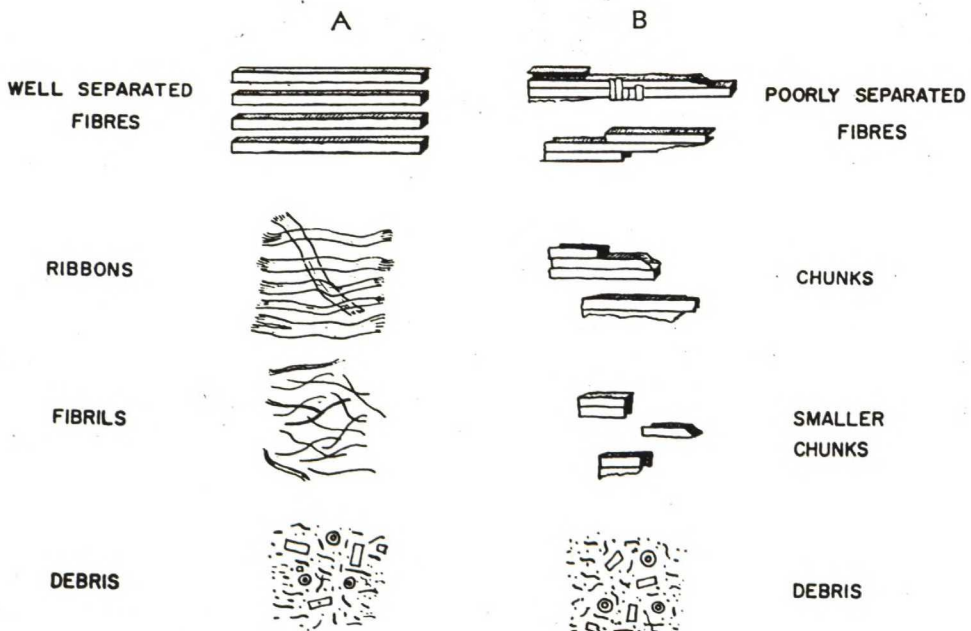 A
B
WELL SEPARATED
FIBRES
POORLY SEPARATED
FIBRES
RIBBONS
CHUNKS
FIBRILS
SMALLER
CHUNKS
DEBRIS
DEBRIS